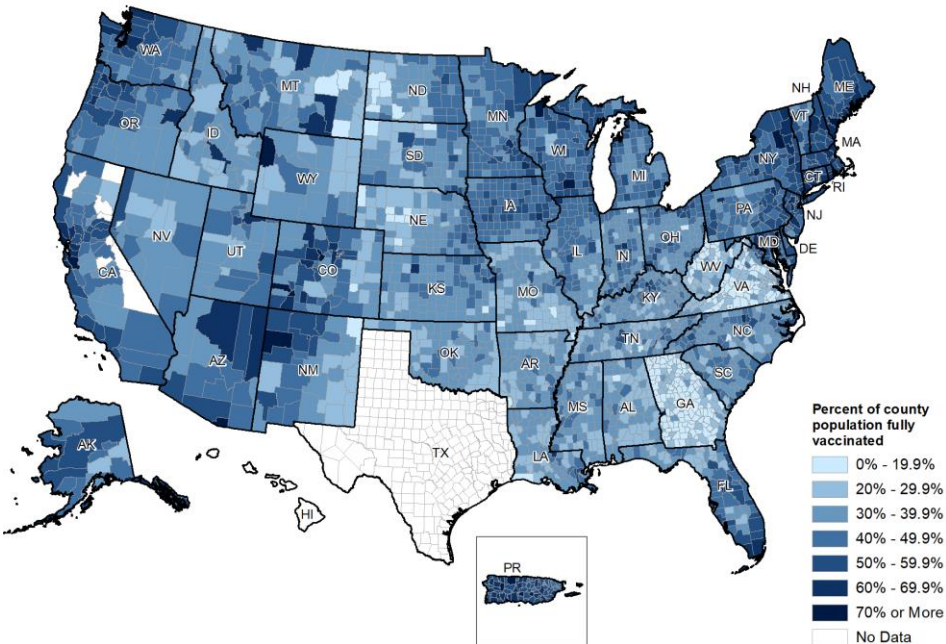 WA
MT
ND
MN
OR
ID
SD
WI
MI
NH
VT
ME
NY
MA
CT
RI
WY
NE
IA
PA
NJ
NV
UT
CO
IL
IN
OH
MD
DE
CA
KS
MO
WV
VA
KY
AZ
NM
OK
AR
TN
NC
SC
MS
AL
GA
TX
LA
FL
AK
HI
PR
Percent of county
population fully
vaccinated
0% - 19.9%
20% - 29.9%
30% - 39.9%
40% - 49.9%
50% - 59.9%
60% - 69.9%
70% or More
No Data